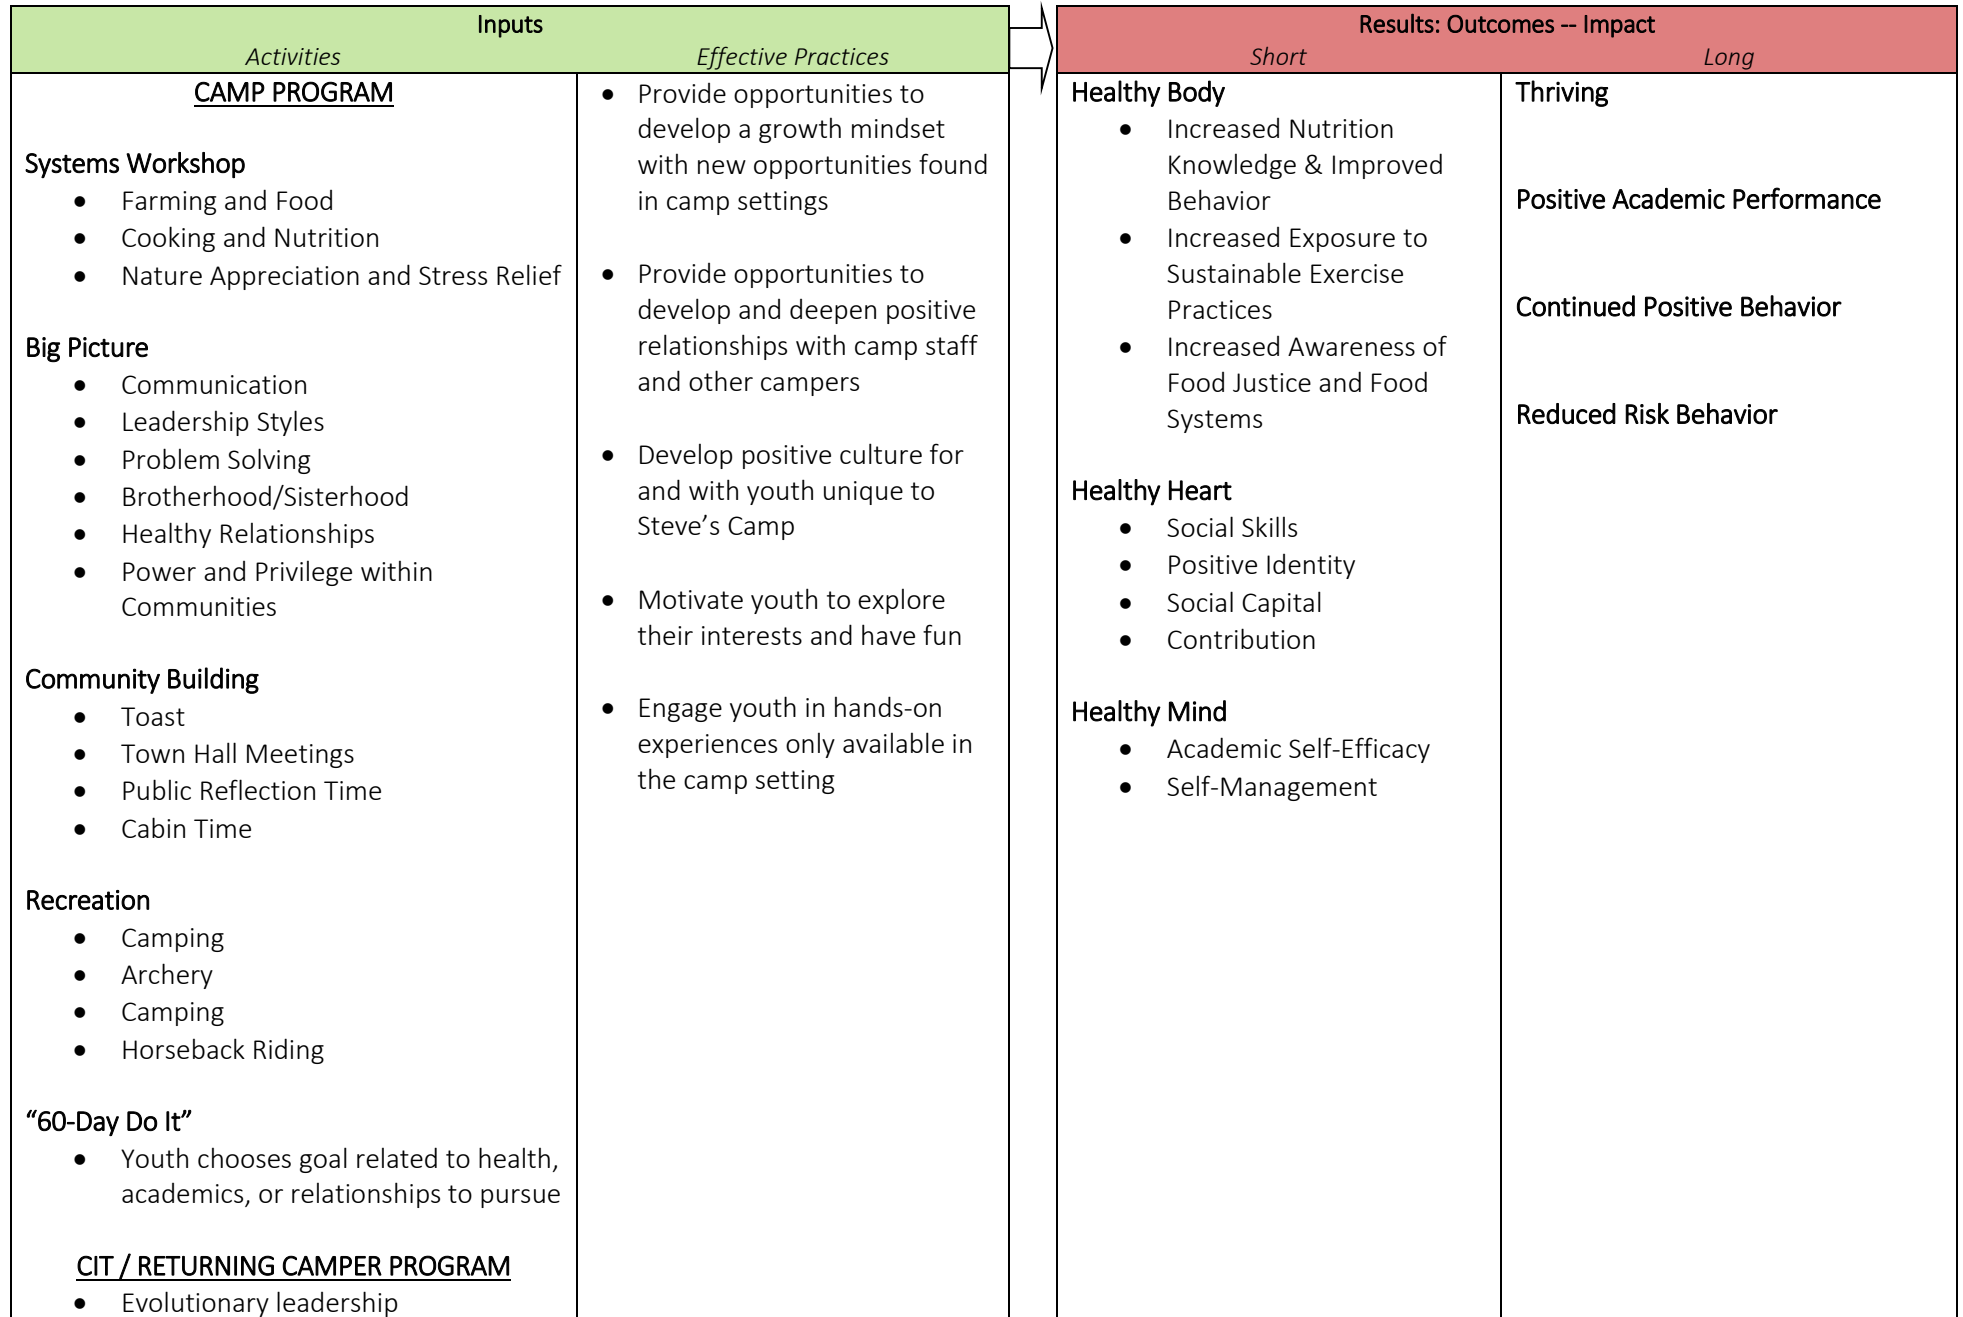 Inputs
Activities
Effective Practices
CAMP PROGRAM
Systems Workshop
• Farming and Food
• Cooking and Nutrition
• Nature Appreciation and Stress Relief
Big Picture
• Communication
• Leadership Styles
• Problem Solving
• Brotherhood/Sisterhood
• Healthy Relationships
• Power and Privilege within
Communities
Community Building
• Toast
• Town Hall Meetings
• Public Reflection Time
• Cabin Time
Recreation
• Camping
• Archery
• Camping
• Horseback Riding
“60-Day Do It”
• Youth chooses goal related to health,
academics, or relationships to pursue
CIT / RETURNING CAMPER PROGRAM
• Evolutionary leadership
• Provide opportunities to
develop a growth mindset
with new opportunities found
in camp settings
• Provide opportunities to
develop and deepen positive
relationships with camp staff
and other campers
• Develop positive culture for
and with youth unique to
Steve’s Camp
• Motivate youth to explore
their interests and have fun
• Engage youth in hands-on
experiences only available in
the camp setting
Results: Outcomes -- Impact
Short
Long
Healthy Body
• Increased Nutrition
Knowledge & Improved
Behavior
• Increased Exposure to
Sustainable Exercise
Practices
• Increased Awareness of
Food Justice and Food
Systems
Healthy Heart
• Social Skills
• Positive Identity
• Social Capital
• Contribution
Healthy Mind
• Academic Self-Efficacy
• Self-Management
Thriving
Positive Academic Performance
Continued Positive Behavior
Reduced Risk Behavior